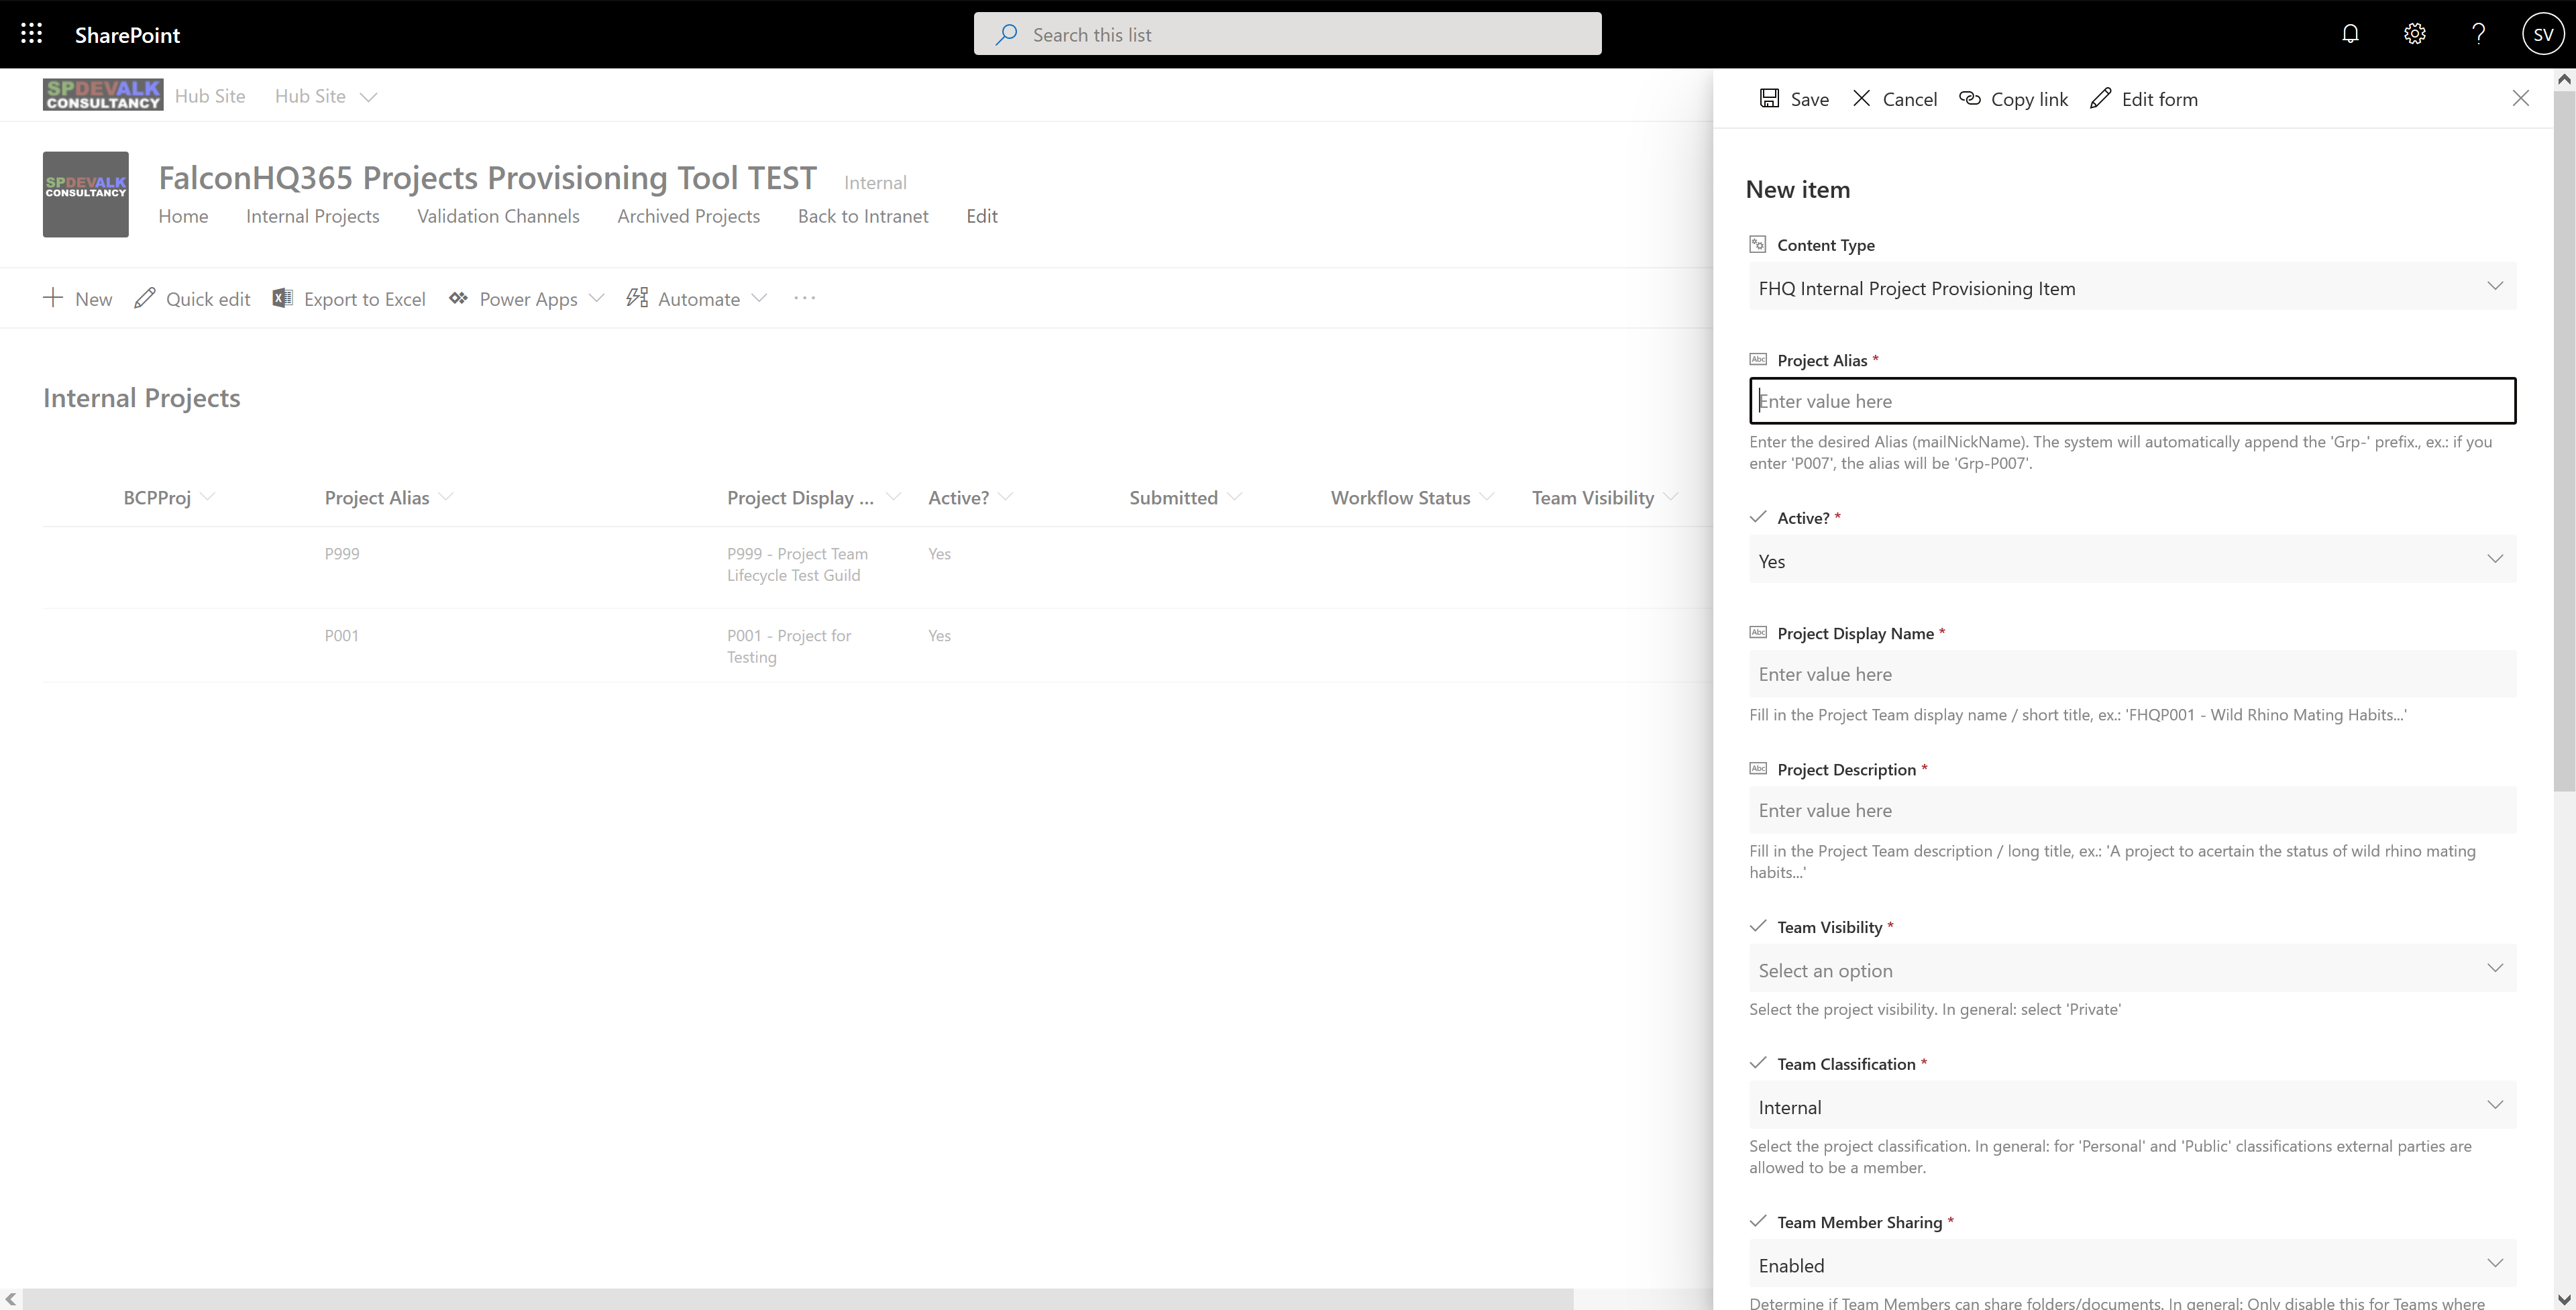 SharePoint
Search this list
SV
SPDEVALK
CONSULTANCY
Hub Site
Hub Site
SPDEVALK
CONSULTANCY
FalconHQ365 Projects Provisioning Tool TEST
Internal
Home
Internal Projects
Validation Channels
Archived Projects
Back to Intranet
Edit
New
Quick edit
Export to Excel
Power Apps
Automate
Internal Projects
BCPProj
Project Alias
Project Display ...
Active?
Submitted
Workflow Status
Team Visibility
P999
P999 - Project Team
Lifecycle Test Guild
Yes
P001
P001 - Project for
Testing
Yes
Save
Cancel
Copy link
Edit form
New item
Content Type
FHQ Internal Project Provisioning Item
Abc Project Alias *
Enter value here
Enter the desired Alias (mailNickName). The system will automatically append the 'Grp-' prefix., ex.: if you
enter 'P007', the alias will be 'Grp-P007'.
Active? *
Yes
Abc Project Display Name *
Enter value here
Fill in the Project Team display name / short title, ex.: 'FHQP001 - Wild Rhino Mating Habits...'
Abc Project Description *
Enter value here
Fill in the Project Team description / long title, ex.: 'A project to acertain the status of wild rhino mating
habits...'
Team Visibility *
Select an option
Select the project visibility. In general: select 'Private'
Team Classification *
Internal
Select the project classification. In general: for 'Personal' and 'Public' classifications external parties are
allowed to be a member.
Team Member Sharing *
Enabled
Determine if Team Members can share folders/documents. In general: Only disable this for Teams where